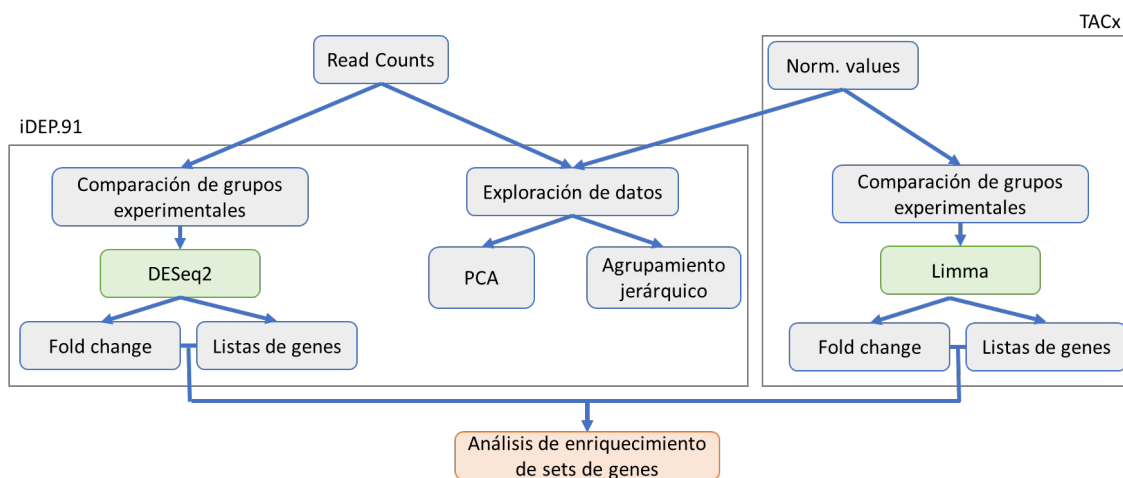 TACx
Read Counts
Norm. values
iDEP.91
Comparación de grupos
experimentales
Exploración de datos
Comparación de grupos
experimentales
DESeq2
PCA
Agrupamiento
jerárquico
Limma
Fold change
Listas de genes
Fold change
Listas de genes
Análisis de enriquecimiento
de sets de genes